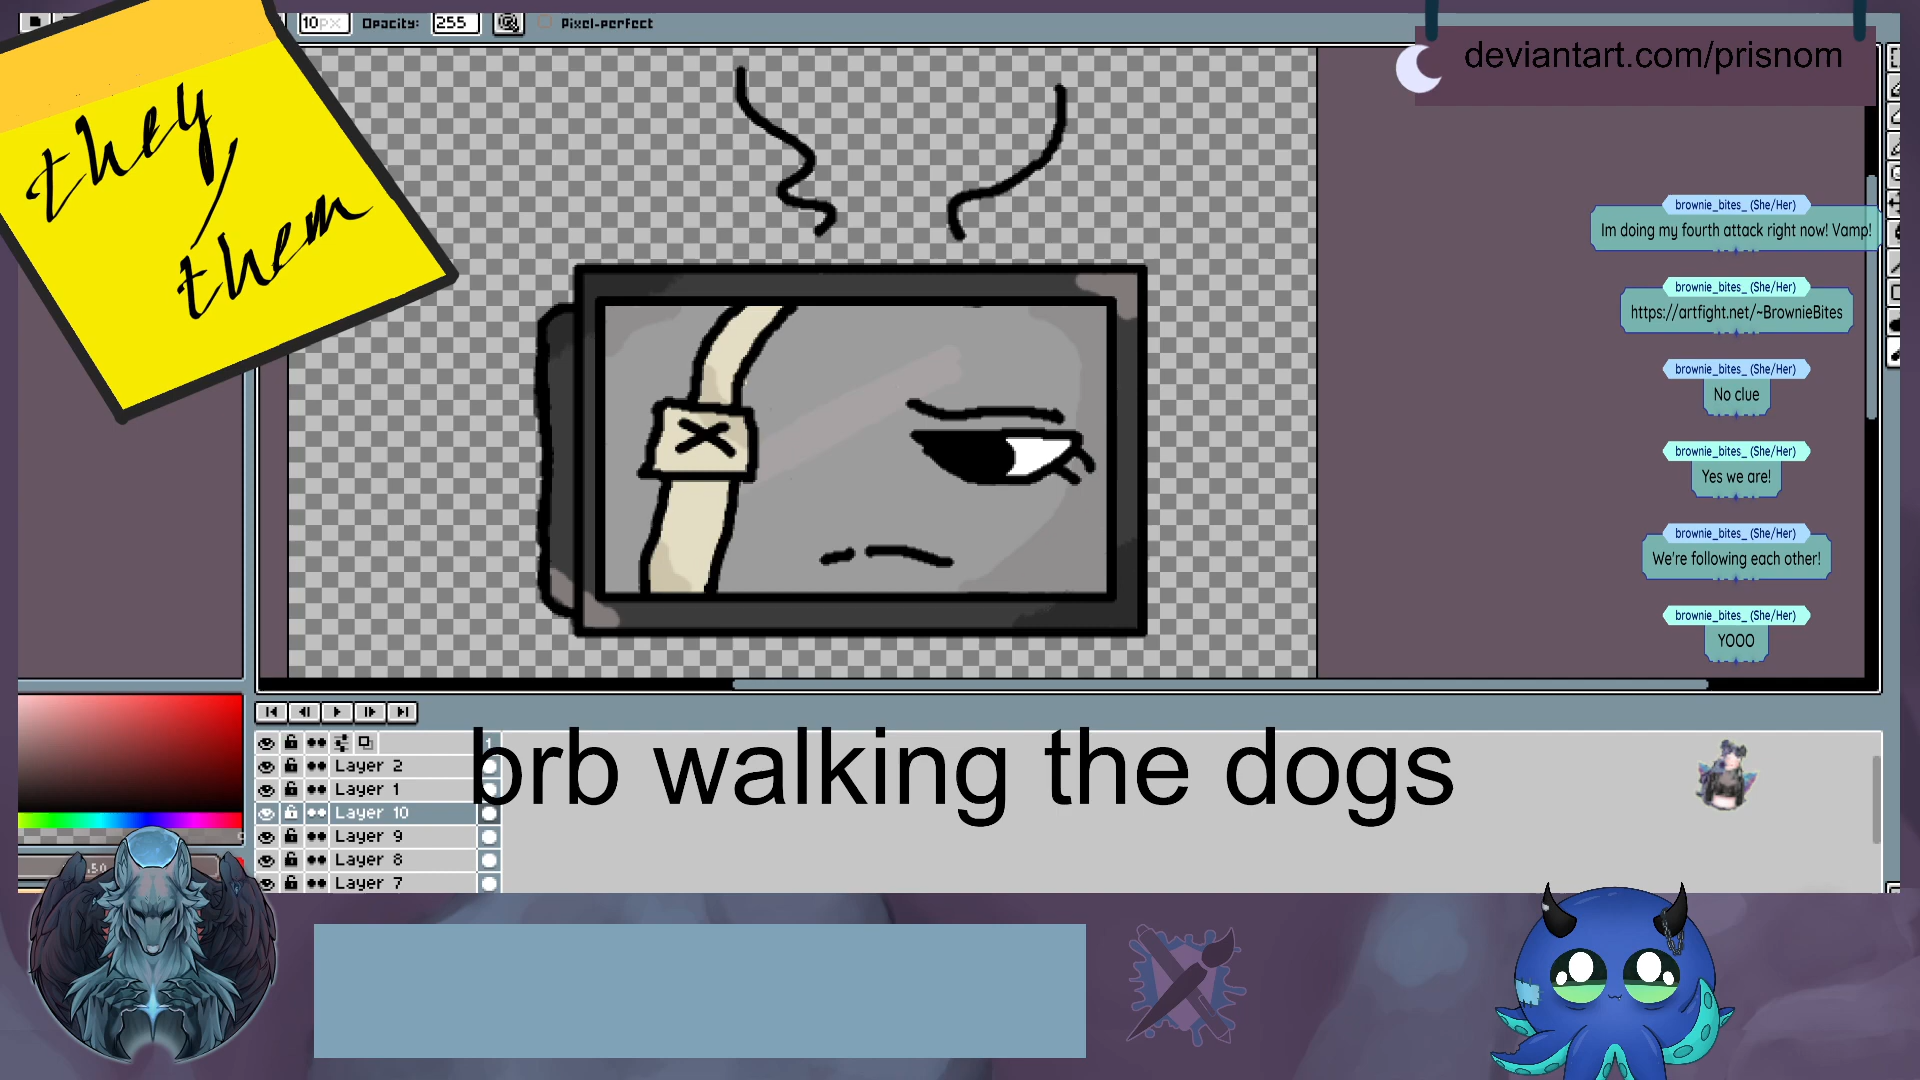 10px Opacity: 255 Pixel-perfect
they
/
them
deviantart.com/prisnom
brownie_bites_ (She/Her)
Im doing my fourth attack right now! Vamp!
brownie_bites_ (She/Her)
https://artfight.net/~BrownieBites
brownie_bites_ (She/Her)
No clue
brownie_bites_ (She/Her)
Yes we are!
brownie_bites_ (She/Her)
We're following each other!
brownie_bites_ (She/Her)
YOOO
1
Layer 2
Layer 1
Layer 10
Layer 9
Layer 8
Layer 7
brb walking the dogs